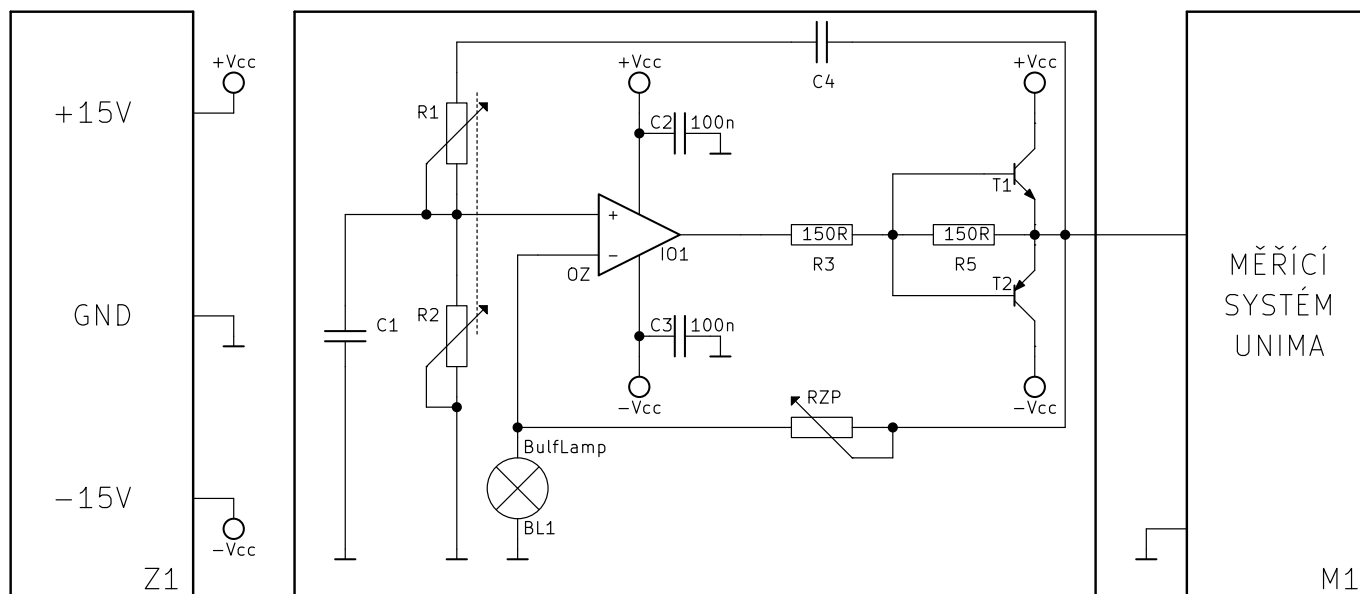 +15V
GND
-15V
Z1
+Vcc
-Vcc
R1
R2
C1
C4
+Vcc
C2 100n
+
-
OZ
IO1
C3 100n
-Vcc
BulfLamp
BL1
150R
R3
150R
R5
RZP
+Vcc
T1
T2
-Vcc
MĚŘÍCÍ
SYSTÉM
UNIMA
M1